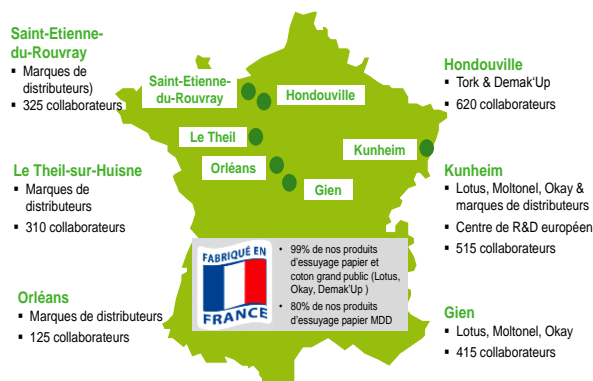 Saint-Etienne-
du-Rouvray
▪ Marques de
distributeurs)
▪ 325 collaborateurs
Le Theil-sur-Huisne
▪ Marques de
distributeurs
▪ 310 collaborateurs
Orléans
▪ Marques de distributeurs
▪ 125 collaborateurs
Saint-Etienne-
du-Rouvray
Hondouville
Le Theil
Orléans
Gien
Kunheim
FABRIQUÉ EN
FRANCE
• 99% de nos produits
d'essuyage papier et
coton grand public (Lotus,
Okay, Demak'Up )
• 80% de nos produits
d'essuyage papier MDD
Hondouville
▪ Tork & Demak'Up
▪ 620 collaborateurs
Kunheim
▪ Lotus, Moltonel, Okay &
marques de distributeurs
▪ Centre de R&D européen
▪ 515 collaborateurs
Gien
▪ Lotus, Moltonel, Okay
▪ 415 collaborateurs